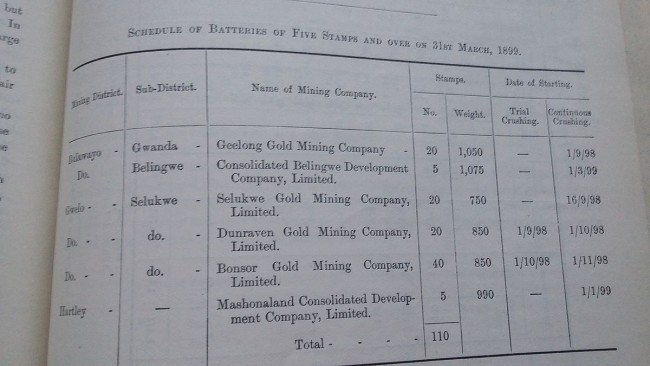 but
In
to
SCHEDULE OF BATTERIES OF FIVE STAMPS AND OVER ON 31ST MARCH, 1899.
Mining District. Sub-District. Name of Mining Company. Stamps. Date of Starting.
No. Weight. Trial Crushing. Continuous Crushing.
Bulawayo - Gwanda - Geelong Gold Mining Company - 20 1,050 — 1/9/98
Do. Belingwe - Consolidated Belingwe Development 5 1,075 — 1/3/99
Company, Limited.
Gwelo - - Selukwe - Selukwe Gold Mining Company, 20 750 — 16/9/98
Limited.
Do. - - do. - Dunraven Gold Mining Company, 20 850 1/9/98 1/10/98
Limited.
Do. - - do. - Bonsor Gold Mining Company, 40 850 1/10/98 1/11/98
Limited.
Hartley - — Mashonaland Consolidated Develop- 5 990 — 1/1/99
ment Company, Limited.
Total - - - - 110